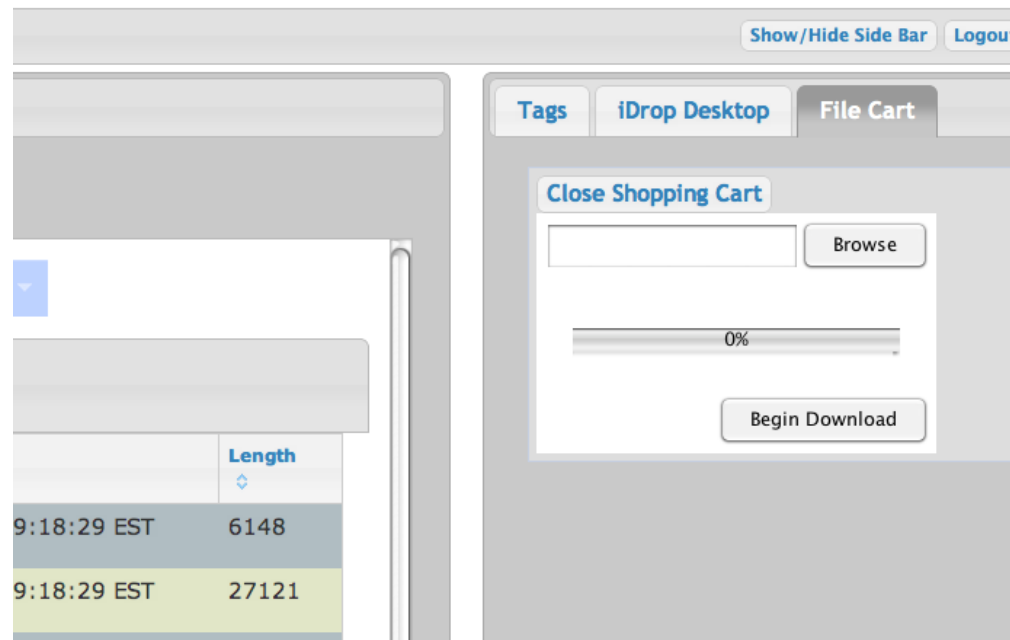 Show/Hide Side Bar
Tags iDrop Desktop File Cart
Close Shopping Cart
Browse
0%
Begin Download
Length
9:18:29 EST 6148
9:18:29 EST 27121